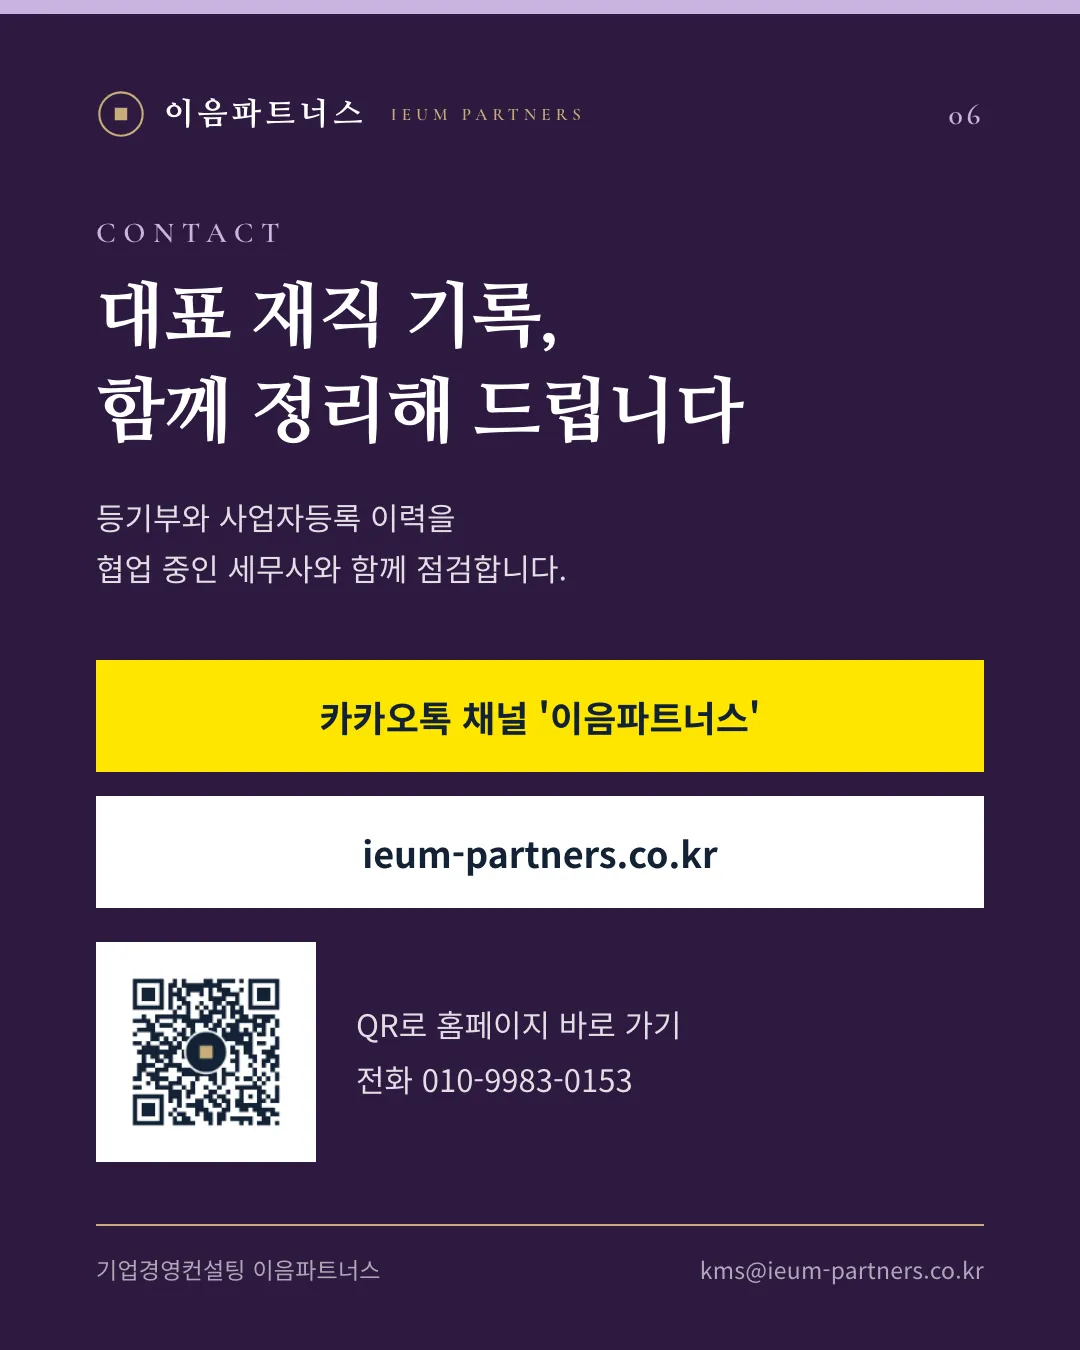 이음파트너스 IEUM PARTNERS 06
CONTACT
대표 재직 기록,
함께 정리해 드립니다
등기부와 사업자등록 이력을
협업 중인 세무사와 함께 점검합니다.
카카오톡 채널 '이음파트너스'
ieum-partners.co.kr
QR로 홈페이지 바로 가기
전화 010-9983-0153
기업경영컨설팅 이음파트너스 kms@ieum-partners.co.kr